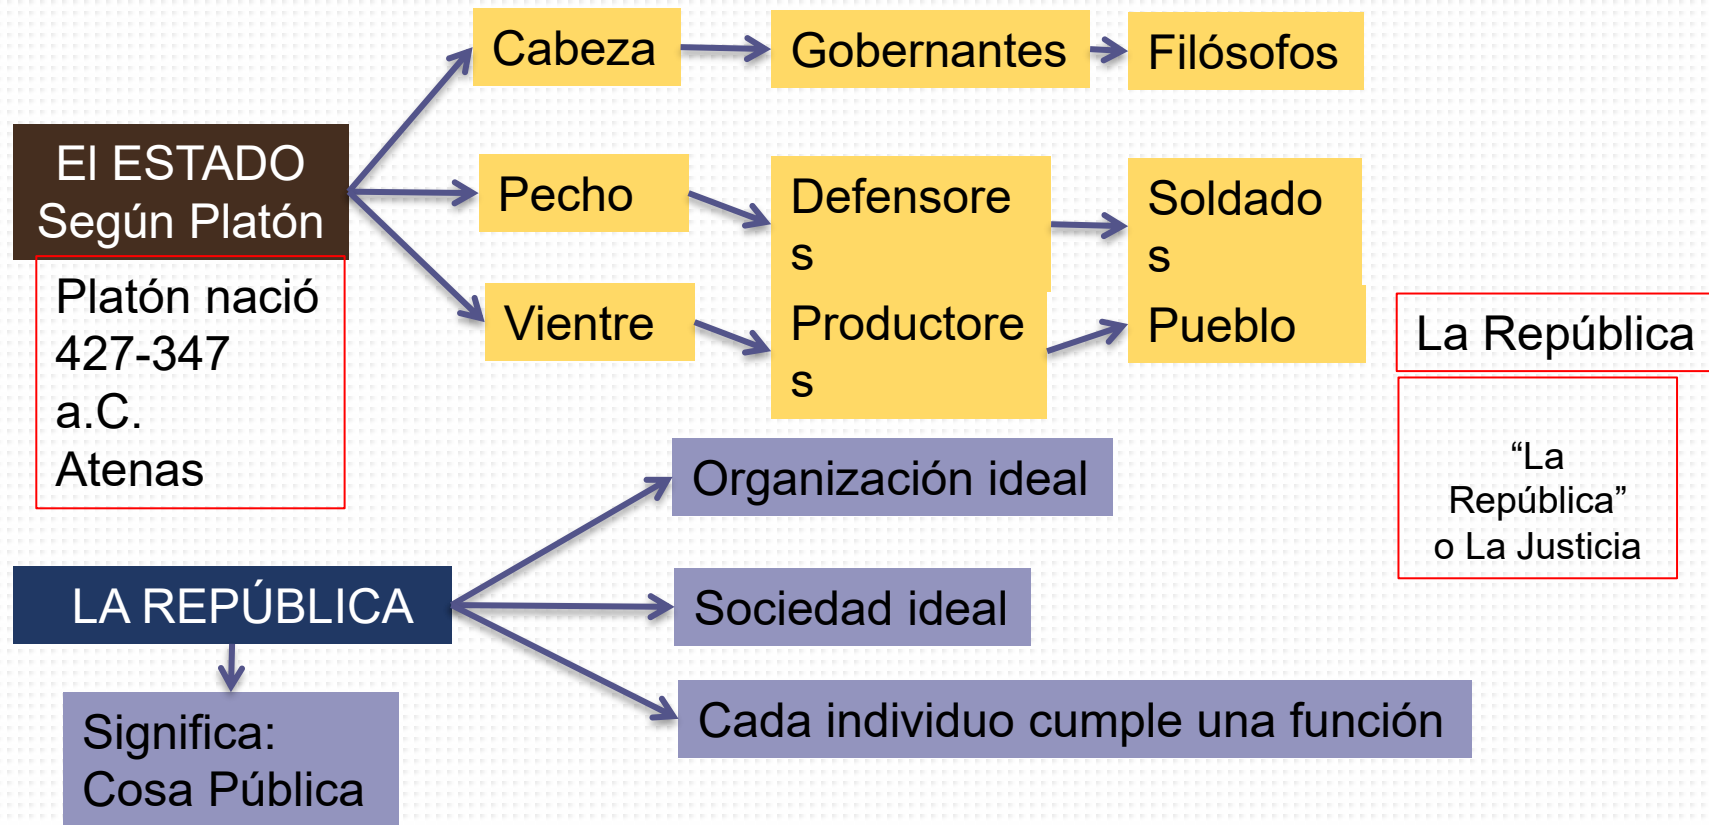 Cabeza
Gobernantes
Filósofos
El ESTADO
Según Platón
Pecho
Defensore
s
Soldado
s
Platón nació
427-347
a.C.
Atenas
Vientre
Productore
s
Pueblo
La República
“La
República”
o La Justicia
Organización ideal
LA REPÚBLICA
Sociedad ideal
Cada individuo cumple una función
Significa:
Cosa Pública